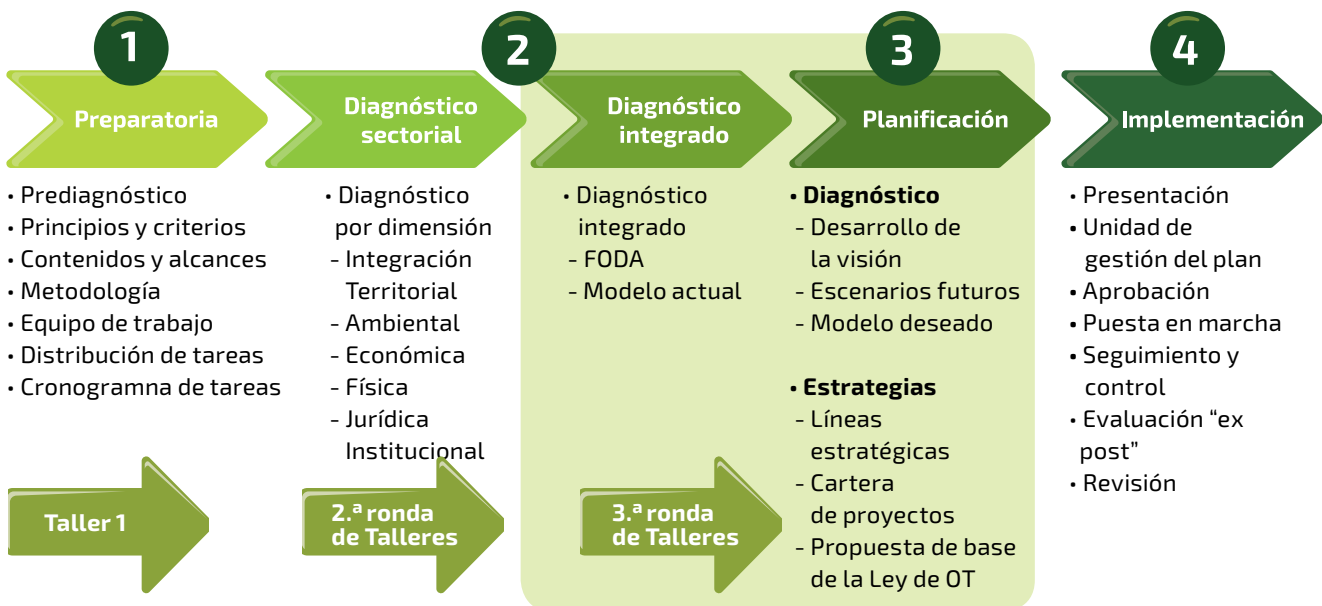 1
Preparatoria
• Prediagnóstico
• Principios y criterios
• Contenidos y alcances
• Metodología
• Equipo de trabajo
• Distribución de tareas
• Cronogramna de tareas
Taller 1
2
Diagnóstico
sectorial
• Diagnóstico
por dimensión
- Integración
Territorial
- Ambiental
- Económica
- Física
- Jurídica
Institucional
2.ª ronda
de Talleres
Diagnóstico
integrado
• Diagnóstico
integrado
- FODA
- Modelo actual
3.ª ronda
de Talleres
3
Planificación
• Diagnóstico
- Desarrollo de
la visión
- Escenarios futuros
- Modelo deseado
• Estrategias
- Líneas
estratégicas
- Cartera
de proyectos
- Propuesta de base
de la Ley de OT
4
Implementación
• Presentación
• Unidad de
gestión del plan
• Aprobación
• Puesta en marcha
• Seguimiento y
control
• Evaluación “ex
post”
• Revisión